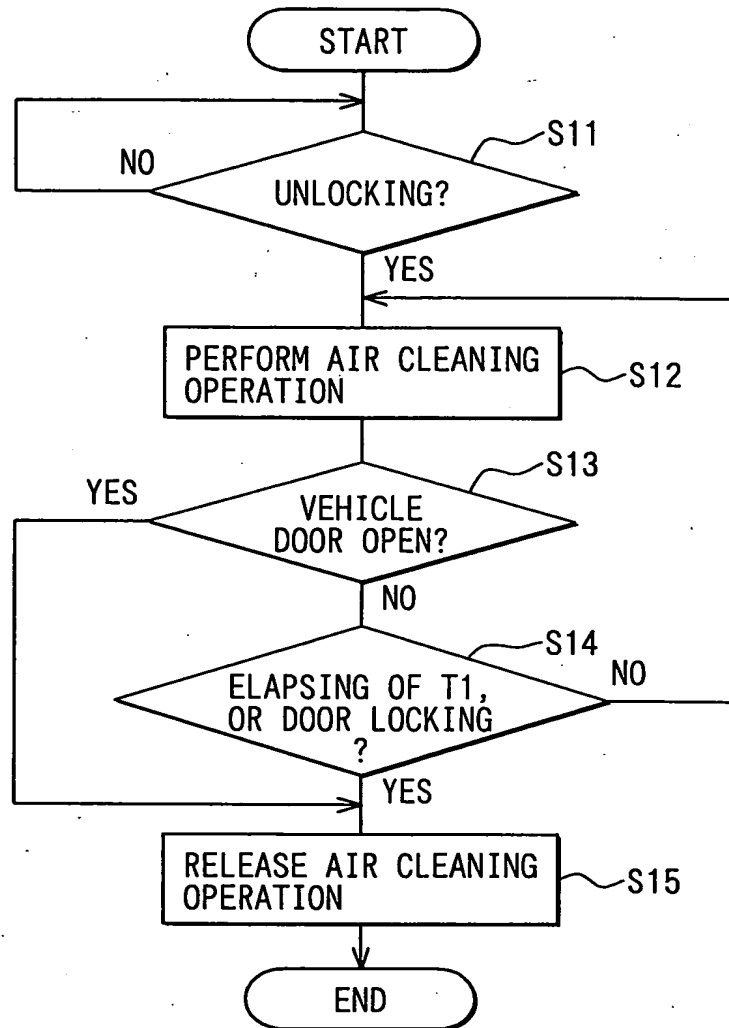 START
S11
NO
UNLOCKING?
YES
PERFORM AIR CLEANING
OPERATION
S12
S13
YES
VEHICLE
DOOR OPEN?
NO
S14
ELAPSING OF T1,
OR DOOR LOCKING
?
NO
YES
RELEASE AIR CLEANING
OPERATION
S15
END